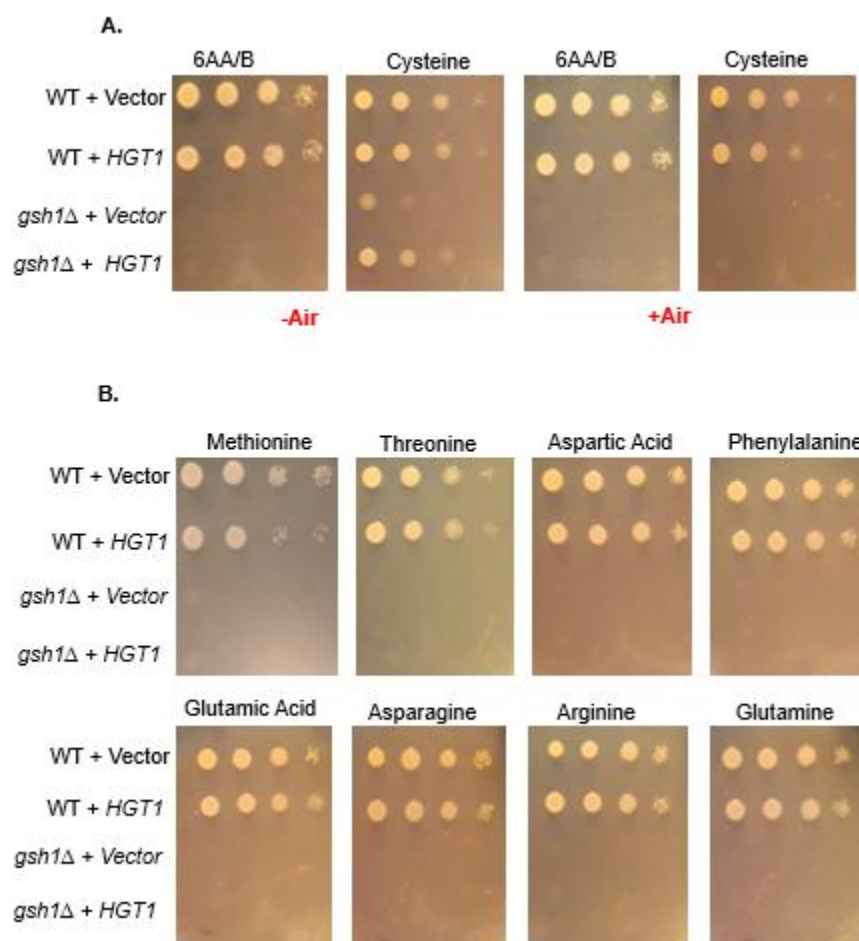 A.
6AA/B Cysteine 6AA/B Cysteine
WT + Vector
WT + HGT1
gsh1Δ + Vector
gsh1Δ + HGT1
-Air +Air
B.
Methionine Threonine Aspartic Acid Phenylalanine
WT + Vector
WT + HGT1
gsh1Δ + Vector
gsh1Δ + HGT1
Glutamic Acid Asparagine Arginine Glutamine
WT + Vector
WT + HGT1
gsh1Δ + Vector
gsh1Δ + HGT1